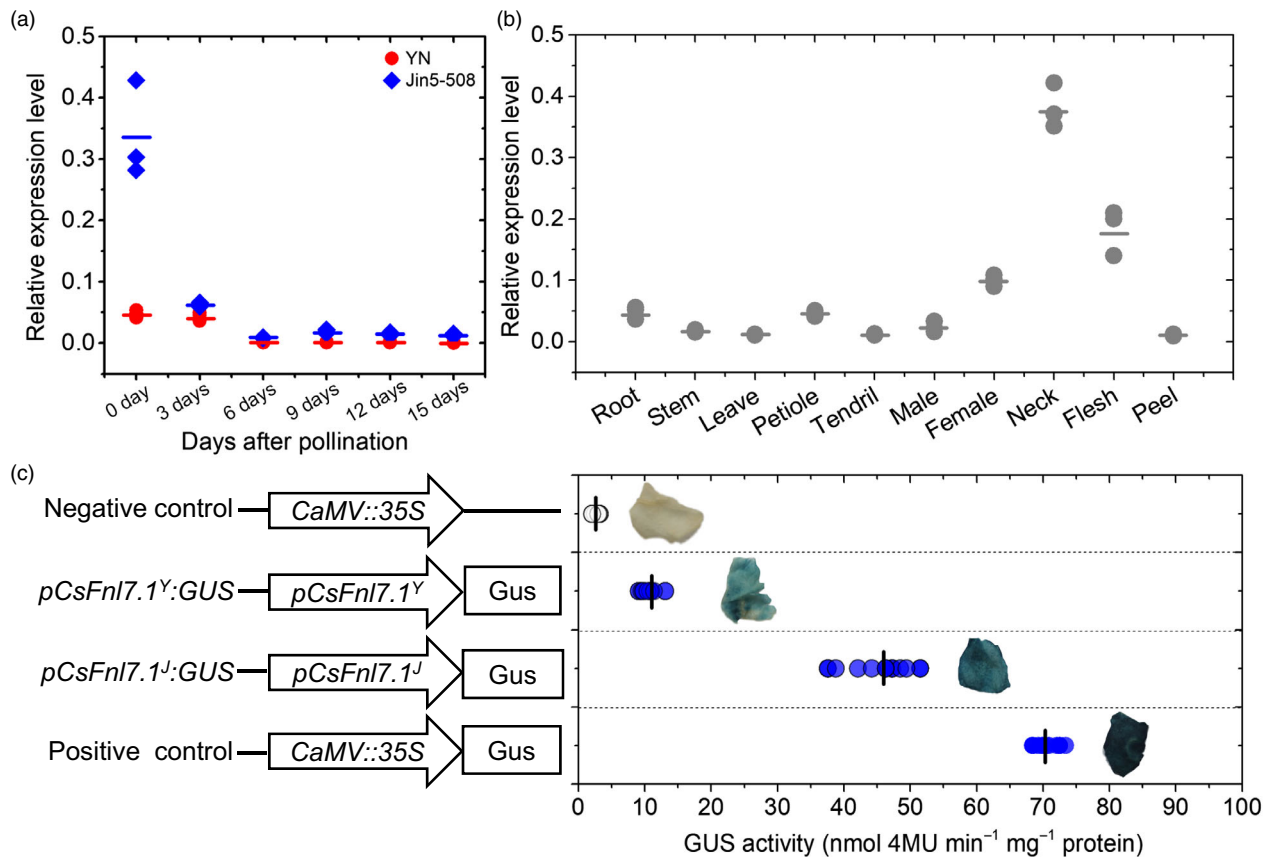 (a)
0.5
0.4
0.3
0.2
0.1
0.0
Relative expression level
YN
Jin5-508
0 day
3 days
6 days
9 days
12 days
15 days
Days after pollination
(b)
0.5
0.4
0.3
0.2
0.1
0.0
Relative expression level
Root
Stem
Leave
Petiole
Tendril
Male
Female
Neck
Flesh
Peel
(c)
Negative control CaMV::35S
pCsFnl7.1ʸ:GUS pCsFnl7.1ʸ Gus
pCsFnl7.1ᴶ:GUS pCsFnl7.1ᴶ Gus
Positive control CaMV::35S Gus
0 10 20 30 40 50 60 70 80 90 100
GUS activity (nmol 4MU min⁻¹ mg⁻¹ protein)